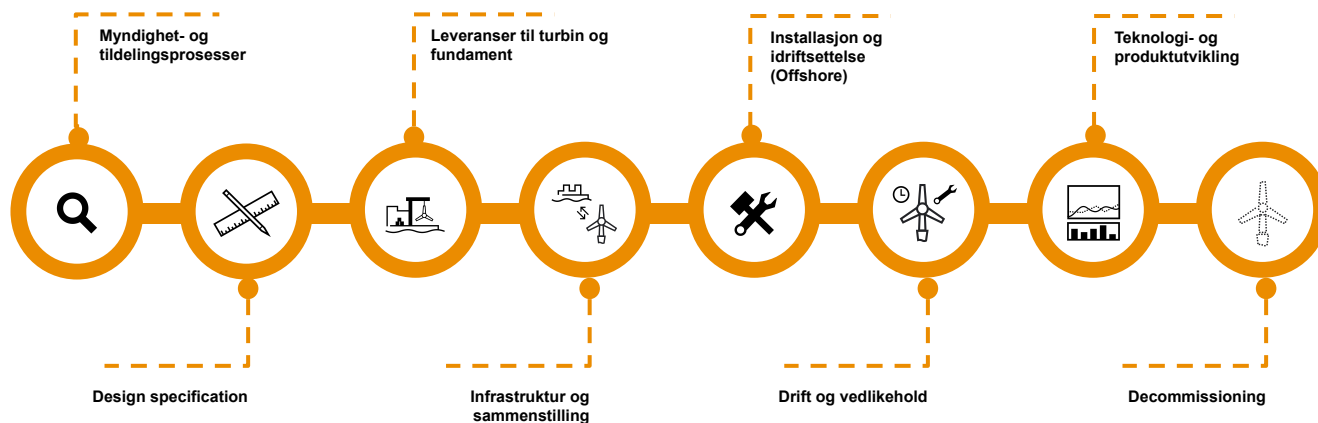 Myndighet- og
tildelingsprosesser
Leveranser til turbin og
fundament
Installasjon og
idriftsettelse
(Offshore)
Teknologi- og
produktutvikling
Design specification
Infrastruktur og
sammenstilling
Drift og vedlikehold
Decommissioning